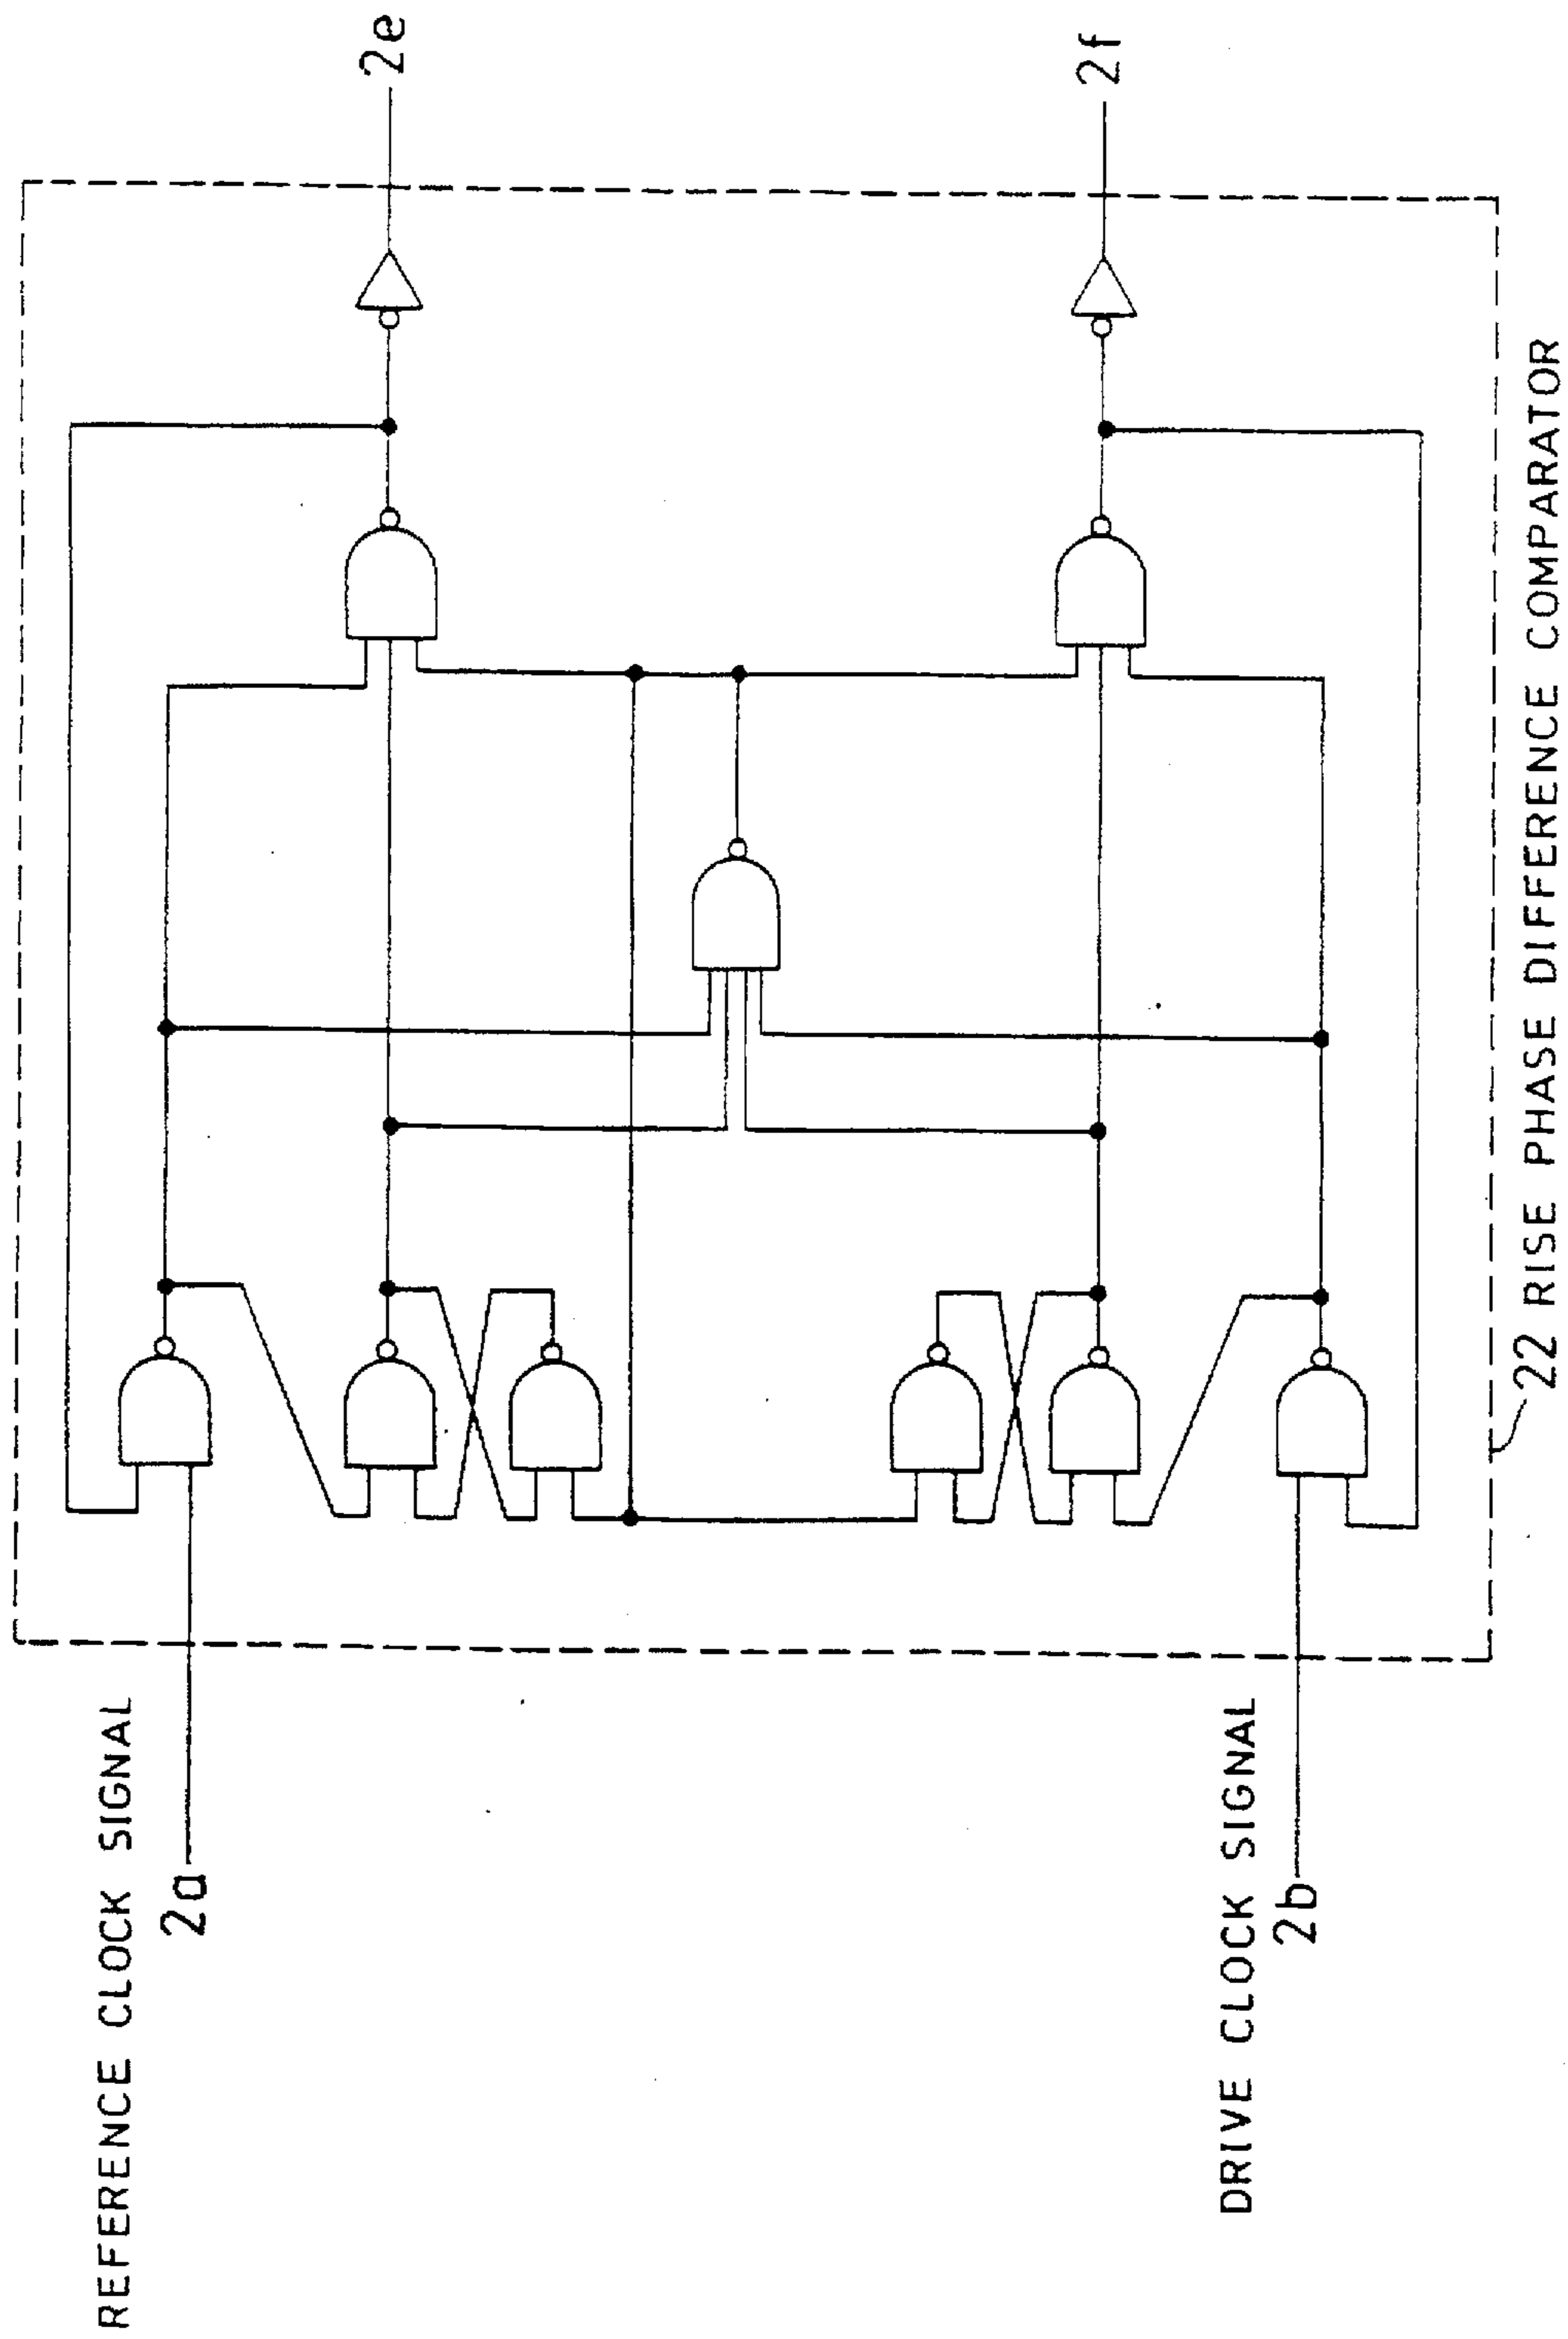 REFERENCE CLOCK SIGNAL
2a
2e
DRIVE CLOCK SIGNAL
2b
2f
22 RISE PHASE DIFFERENCE COMPARATOR